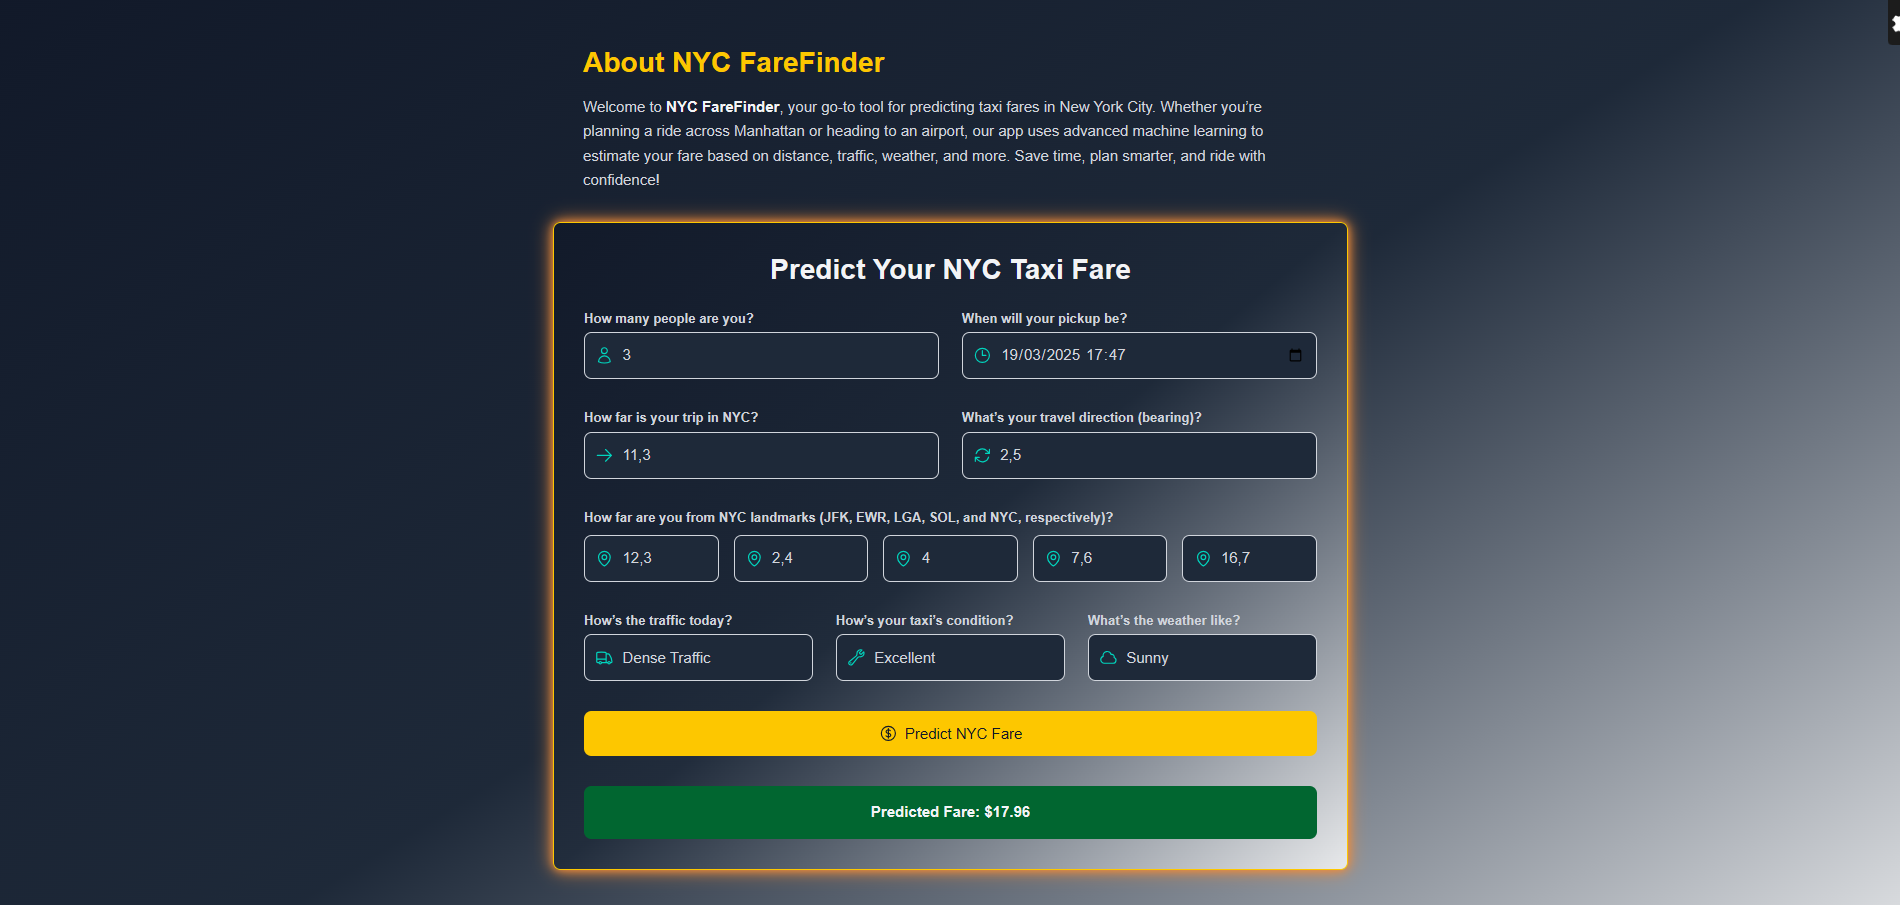 About NYC FareFinder
Welcome to NYC FareFinder, your go-to tool for predicting taxi fares in New York City. Whether you’re
planning a ride across Manhattan or heading to an airport, our app uses advanced machine learning to
estimate your fare based on distance, traffic, weather, and more. Save time, plan smarter, and ride with
confidence!
Predict Your NYC Taxi Fare
How many people are you?
3
When will your pickup be?
19/03/2025 17:47
How far is your trip in NYC?
11,3
What’s your travel direction (bearing)?
2,5
How far are you from NYC landmarks (JFK, EWR, LGA, SOL, and NYC, respectively)?
12,3
2,4
4
7,6
16,7
How’s the traffic today?
Dense Traffic
How’s your taxi’s condition?
Excellent
What’s the weather like?
Sunny
Predict NYC Fare
Predicted Fare: $17.96